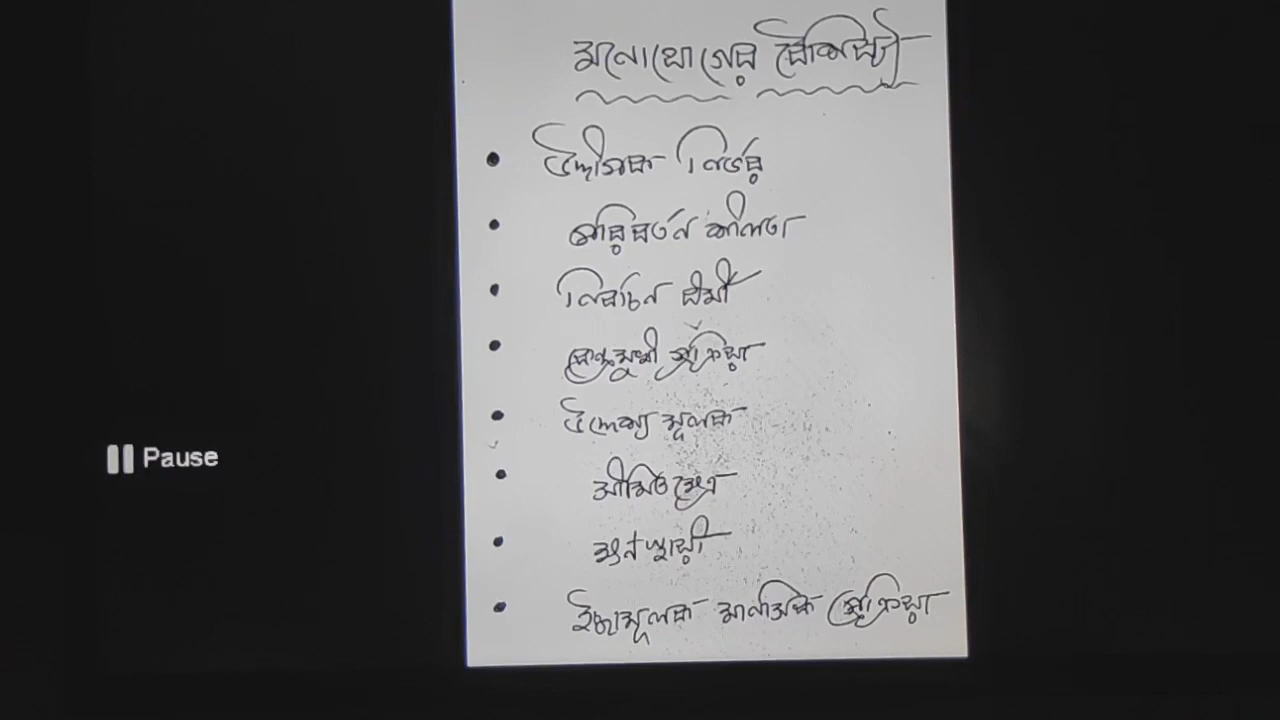 মনোযোগের বৈশিষ্ট্য
উদ্দীপক নির্ভর
পরিবর্তন শীলতা
নির্বাচন ধর্মী
কেন্দ্রমুখী প্রক্রিয়া
উদ্দেশ্য মূলক
Pause
সীমিত ক্ষেত্র
ক্ষণস্থায়ী
ইচ্ছামূলক মানসিক প্রক্রিয়া